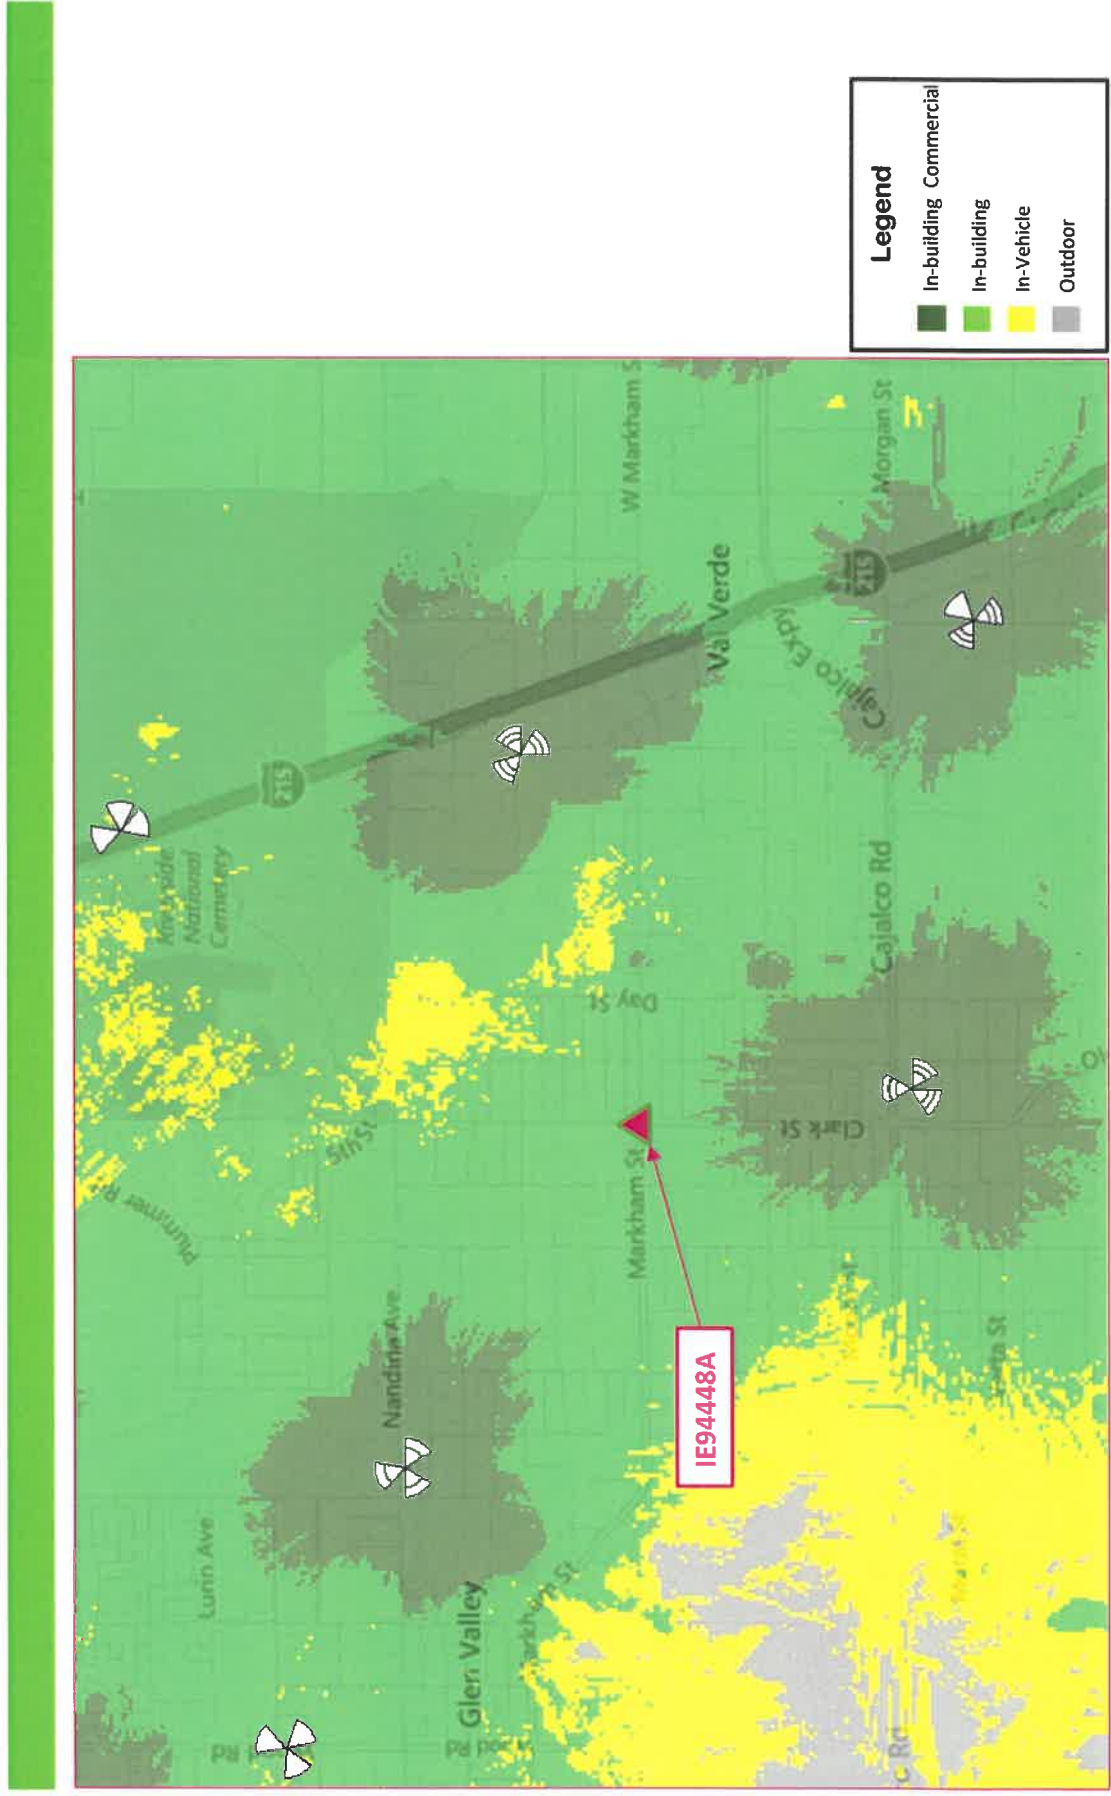 Lurin Ave
Nandina Ave
Glen Valley
Markham St
5th St
Plummer Rd
National
Cemetery
215
Markham St
Day St
W Markham S
Val Verde
Cajalco Expy
215
Morgan St
Cajalco Rd
Clark St
IE94448A
Legend
In-building Commercial
In-building
In-Vehicle
Outdoor